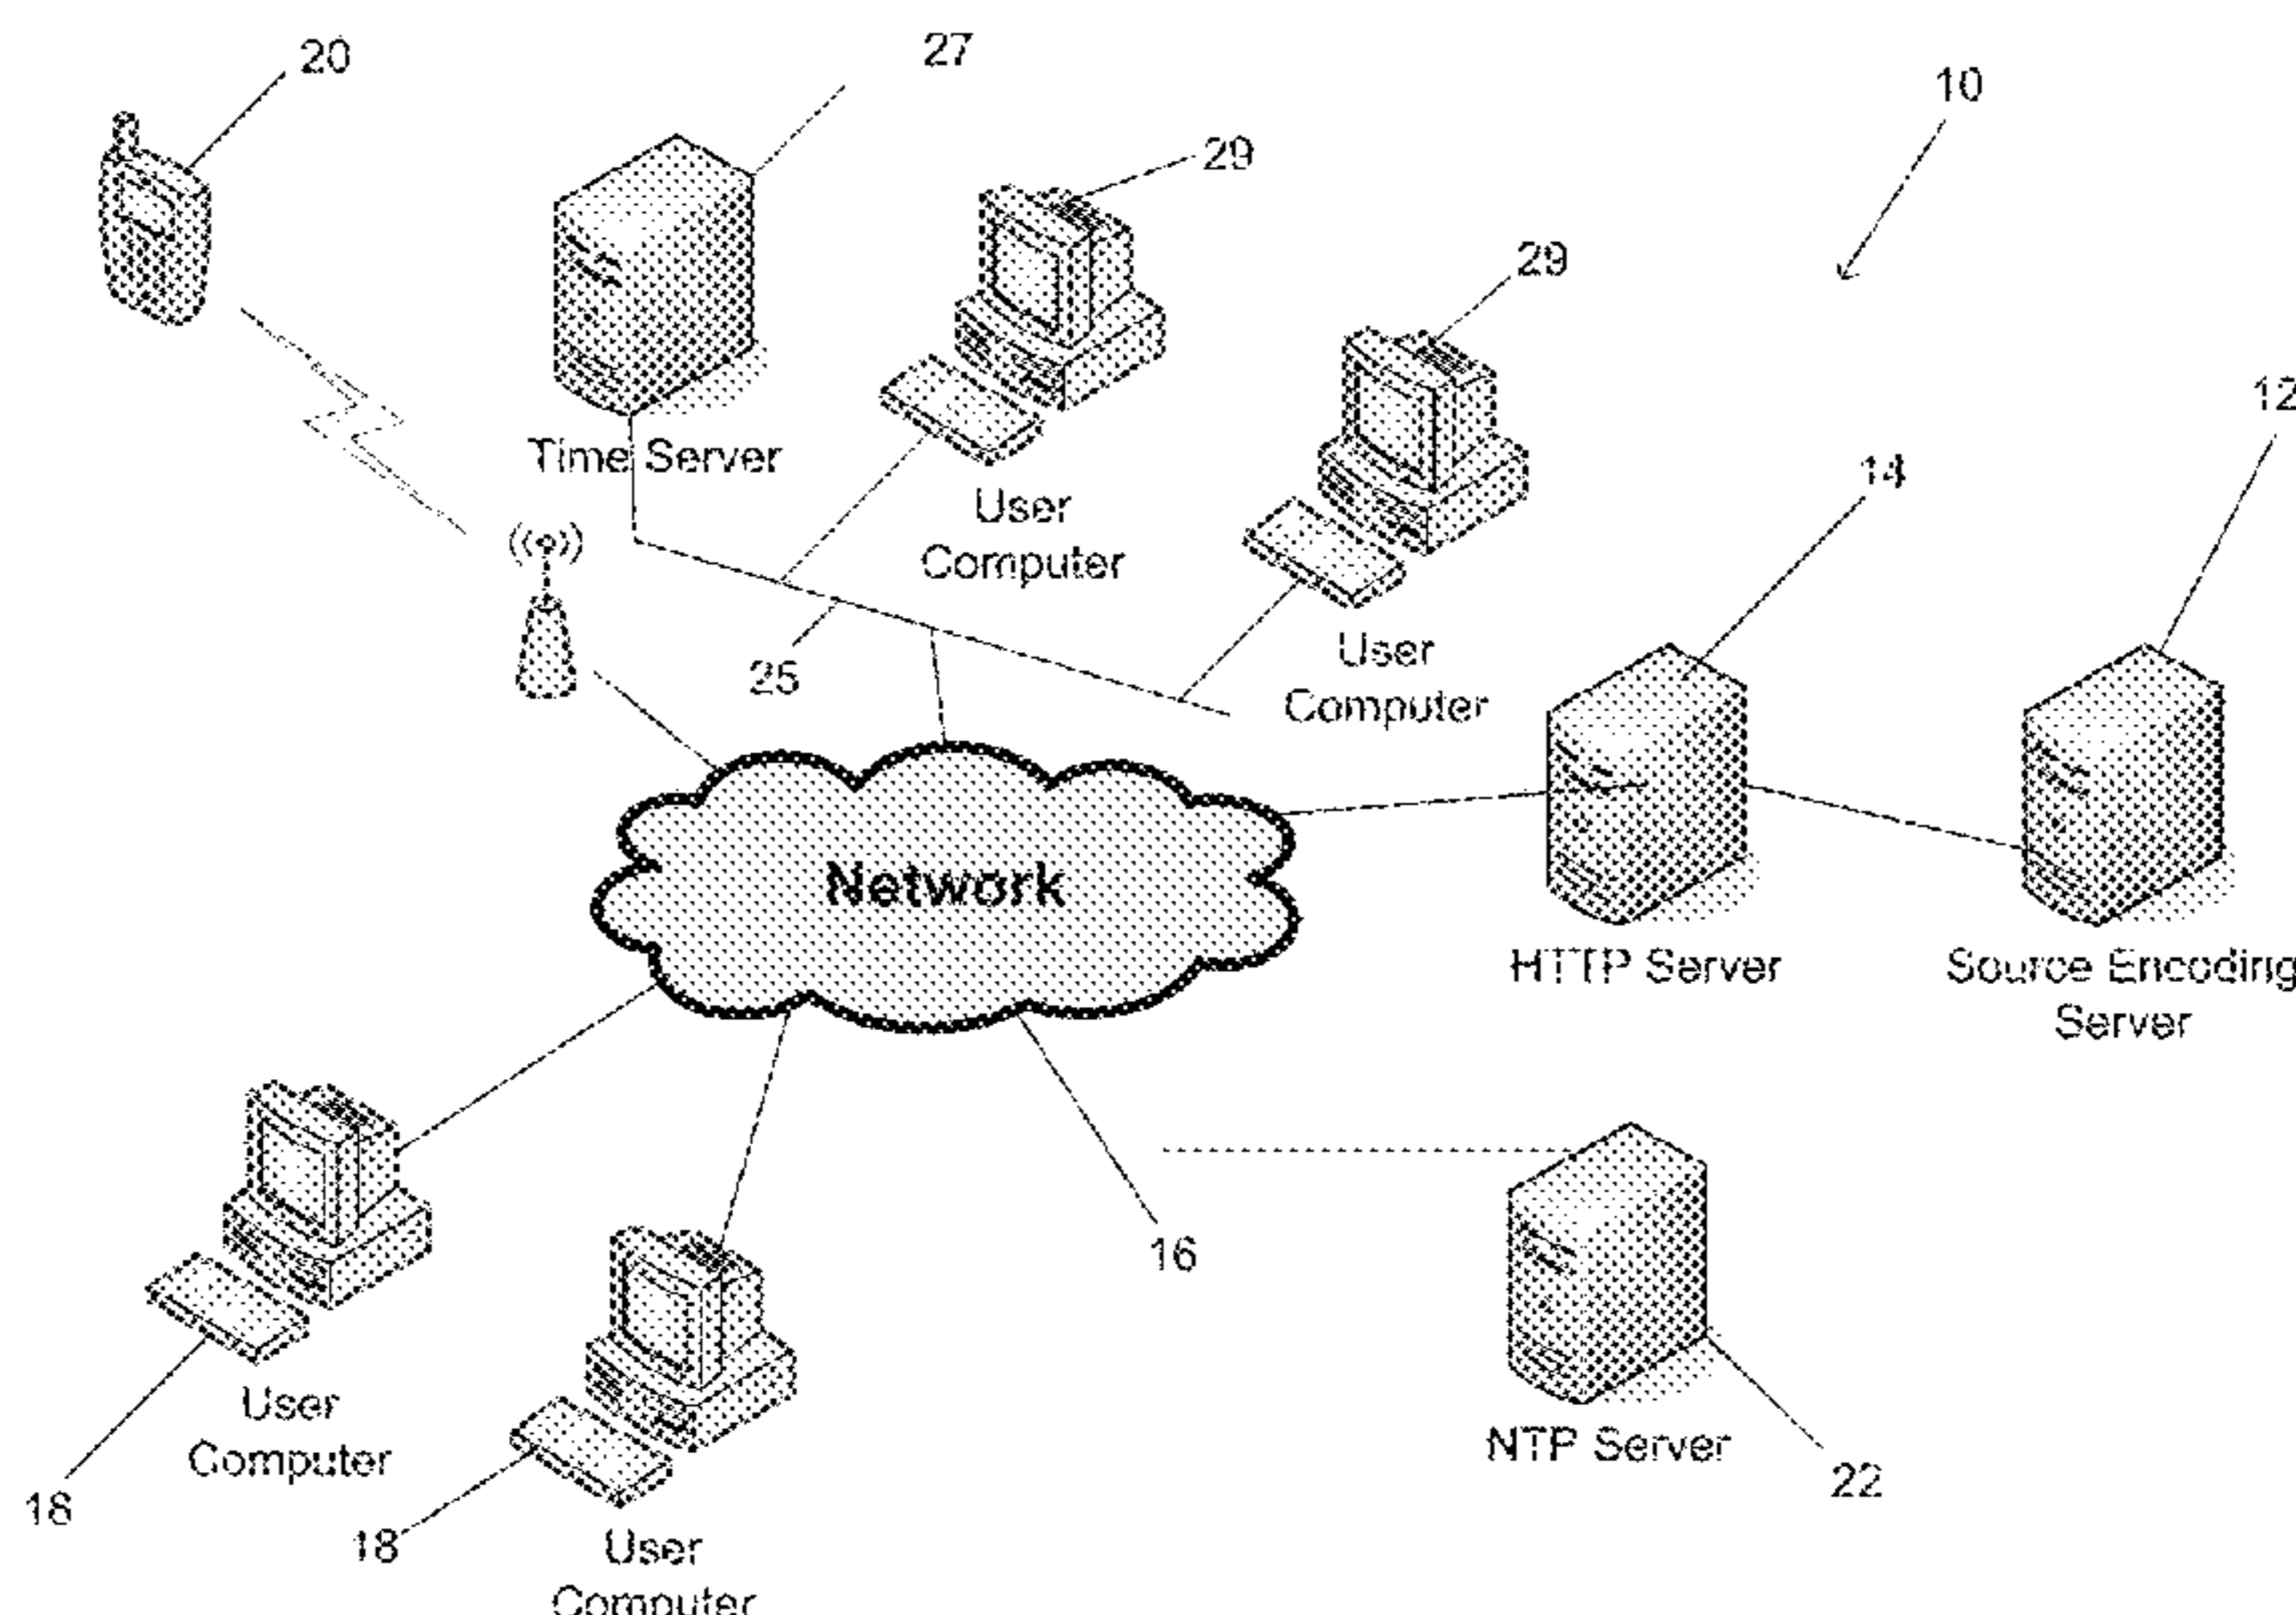 20
27
10
29
29
12
Time Server
14
User
Computer
User
Computer
25
Network
HTTP Server
Source Encoding
Server
16
User
Computer
NTP Server
22
18
18
User
Computer